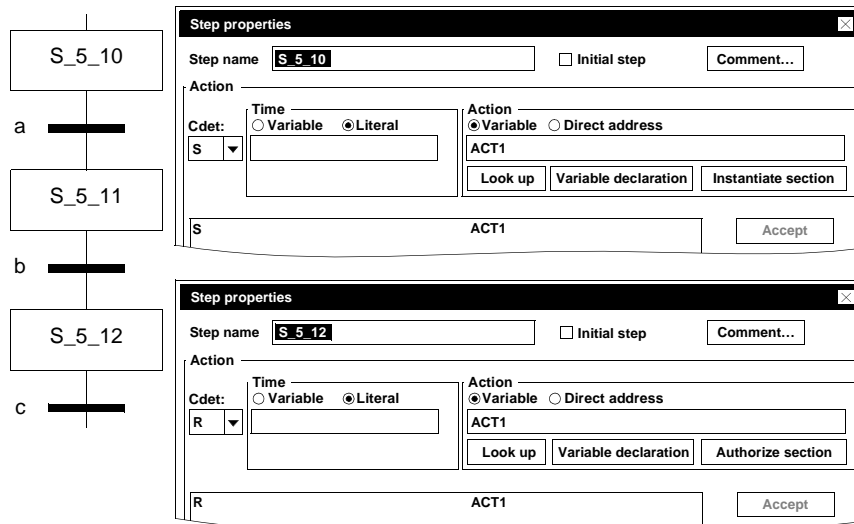 S_5_10
a
S_5_11
b
S_5_12
c
Step properties
Step name S_5_10 Initial step Comment...
Action
Time Action
Cdet: Variable Literal Variable Direct address
S ACT1
Look up Variable declaration Instantiate section
S ACT1 Accept
Step properties
Step name S_5_12 Initial step Comment...
Action
Time Action
Cdet: Variable Literal Variable Direct address
R ACT1
Look up Variable declaration Authorize section
R ACT1 Accept